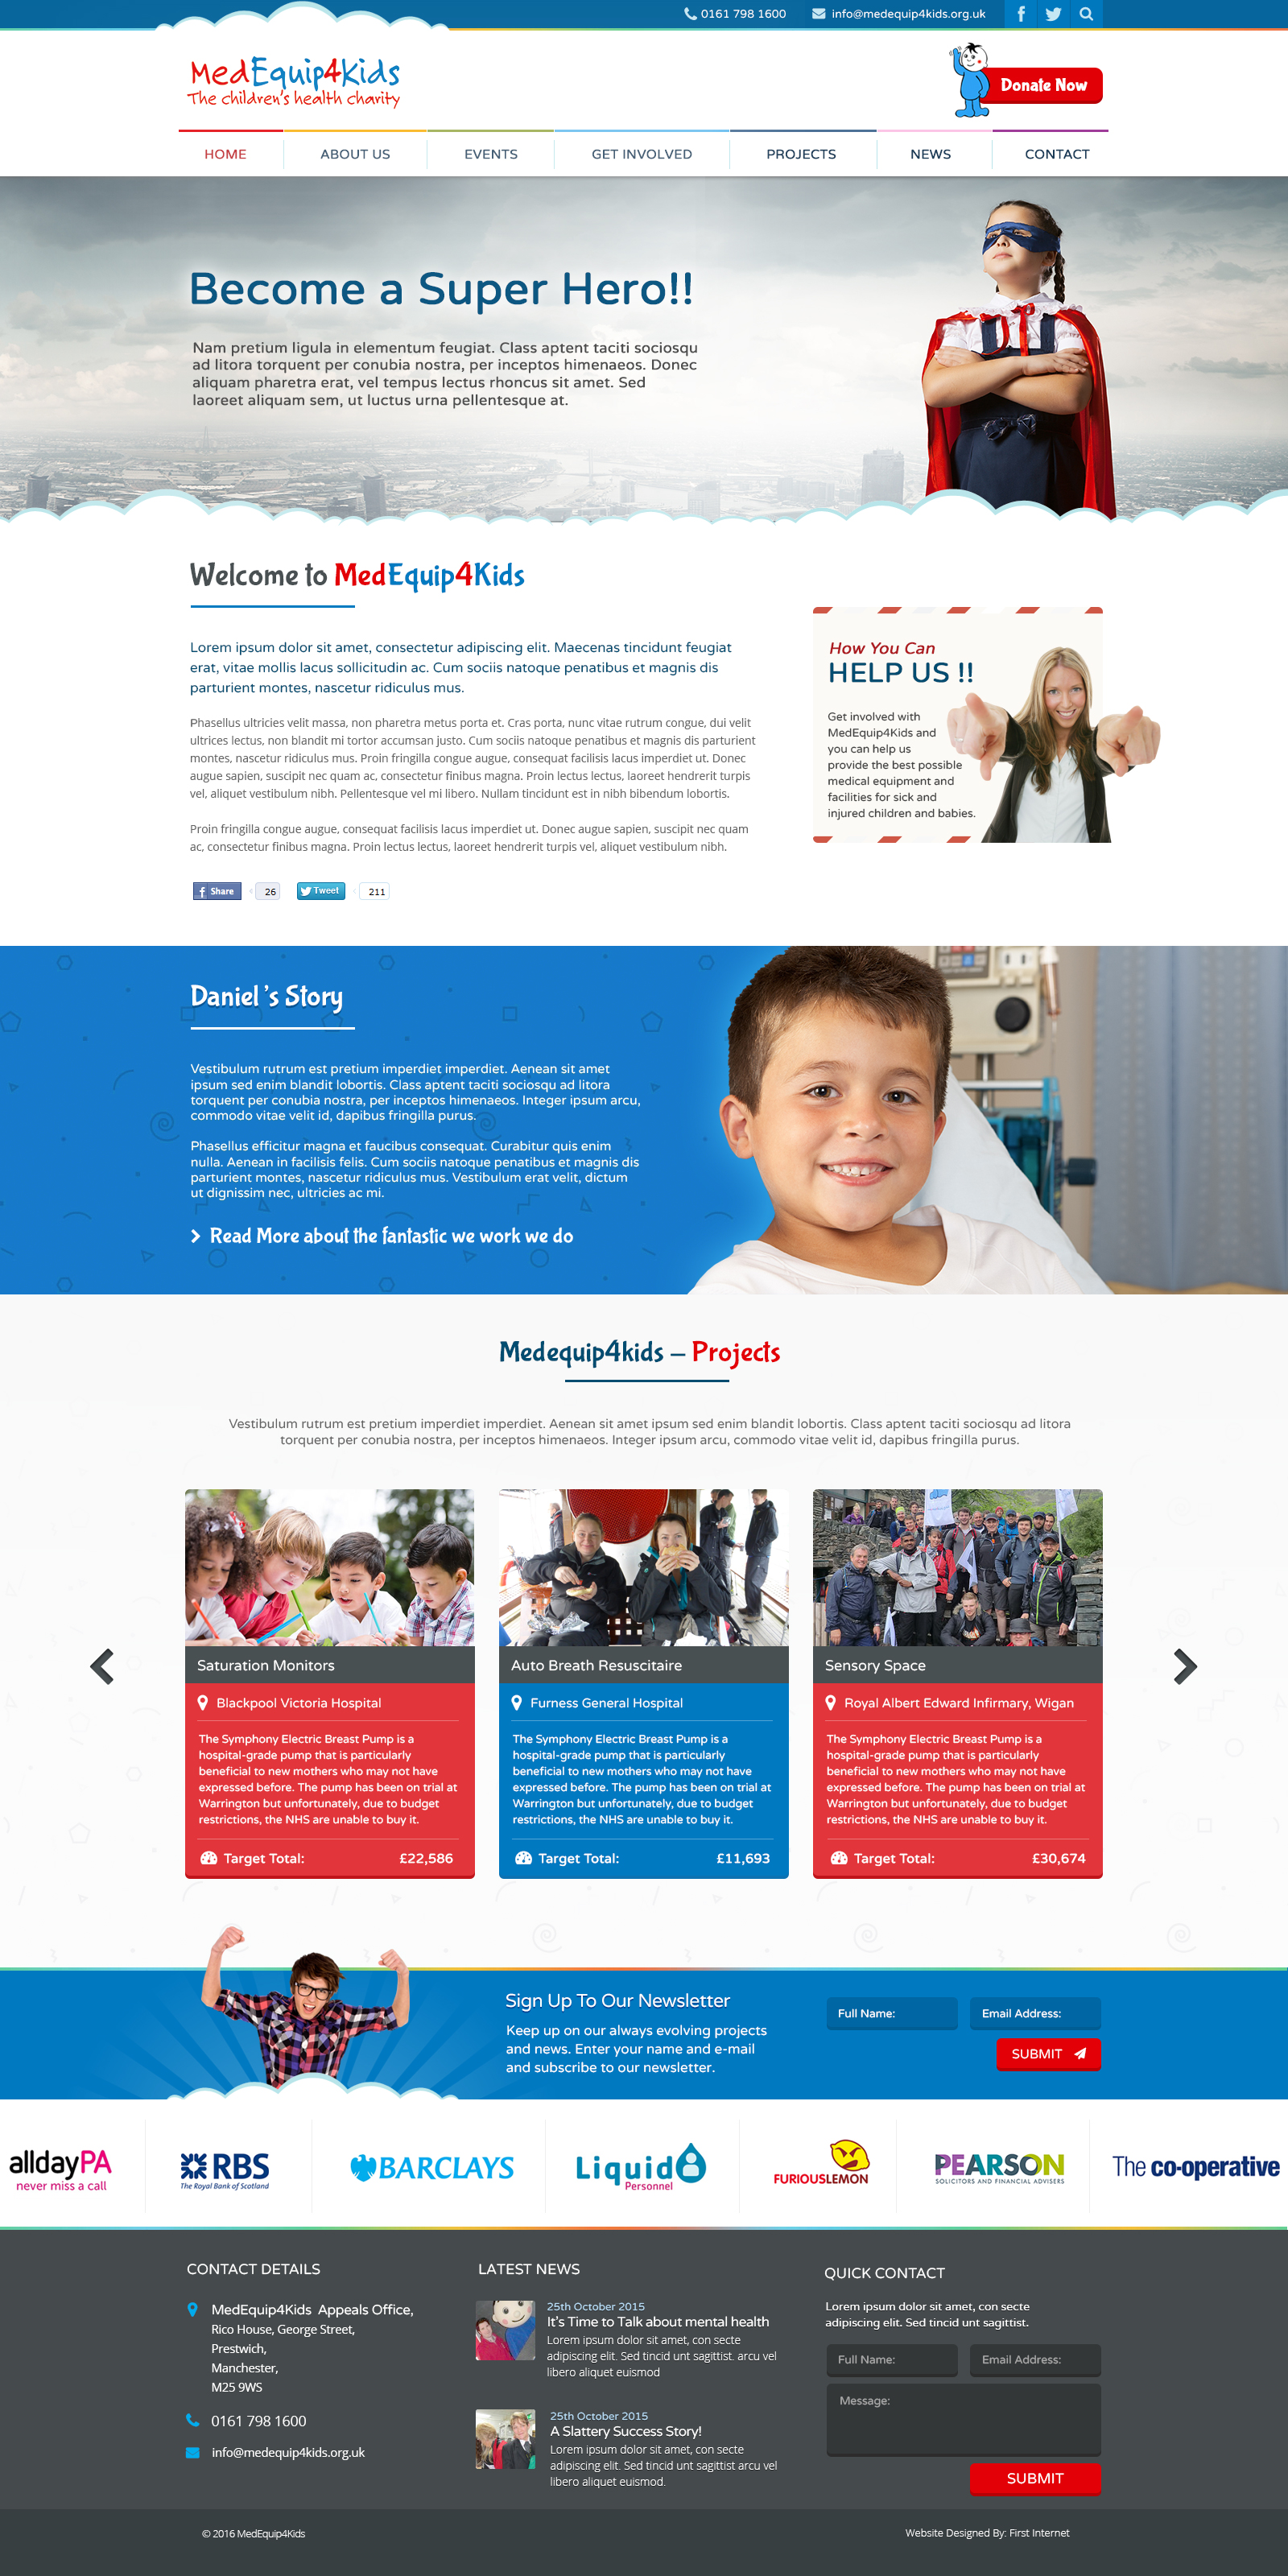 0161 798 1600
info@medequip4kids.org.uk
MedEquip4Kids
The children's health charity
Donate Now
HOME
ABOUT US
EVENTS
GET INVOLVED
PROJECTS
NEWS
CONTACT
Become a Super Hero!!
Nam pretium ligula in elementum feugiat. Class aptent taciti sociosqu
ad litora torquent per conubia nostra, per inceptos himenaeos. Donec
aliquam pharetra erat, vel tempus lectus rhoncus sit amet. Sed
laoreet aliquam sem, ut luctus urna pellentesque at.
Welcome to MedEquip4Kids
Lorem ipsum dolor sit amet, consectetur adipiscing elit. Maecenas tincidunt feugiat
erat, vitae mollis lacus sollicitudin ac. Cum sociis natoque penatibus et magnis dis
parturient montes, nascetur ridiculus mus.
Phasellus ultricies velit massa, non pharetra metus porta et. Cras porta, nunc vitae rutrum congue, dui velit
ultrices lectus, non blandit mi tortor accumsan justo. Cum sociis natoque penatibus et magnis dis parturient
montes, nascetur ridiculus mus. Proin fringilla congue augue, consequat facilisis lacus imperdiet ut. Donec
augue sapien, suscipit nec quam ac, consectetur finibus magna. Proin lectus lectus, laoreet hendrerit turpis
vel, aliquet vestibulum nibh. Pellentesque vel mi libero. Nullam tincidunt est in nibh bibendum lobortis.
Proin fringilla congue augue, consequat facilisis lacus imperdiet ut. Donec augue sapien, suscipit nec quam
ac, consectetur finibus magna. Proin lectus lectus, laoreet hendrerit turpis vel, aliquet vestibulum nibh.
Share
26
Tweet
211
How You Can
HELP US !!
Get involved with
MedEquip4Kids and
you can help us
provide the best possible
medical equipment and
facilities for sick and
injured children and babies.
Daniel 's Story
Vestibulum rutrum est pretium imperdiet imperdiet. Aenean sit amet
ipsum sed enim blandit lobortis. Class aptent taciti sociosqu ad litora
torquent per conubia nostra, per inceptos himenaeos. Integer ipsum arcu,
commodo vitae velit id, dapibus fringilla purus.
Phasellus efficitur magna et faucibus consequat. Curabitur quis enim
nulla. Aenean in facilisis felis. Cum sociis natoque penatibus et magnis dis
parturient montes, nascetur ridiculus mus. Vestibulum erat velit, dictum
ut dignissim nec, ultricies ac mi.
Read More about the fantastic we work we do
Medequip4kids – Projects
Vestibulum rutrum est pretium imperdiet imperdiet. Aenean sit amet ipsum sed enim blandit lobortis. Class aptent taciti sociosqu ad litora
torquent per conubia nostra, per inceptos himenaeos. Integer ipsum arcu, commodo vitae velit id, dapibus fringilla purus.
Saturation Monitors
Blackpool Victoria Hospital
The Symphony Electric Breast Pump is a
hospital-grade pump that is particularly
beneficial to new mothers who may not have
expressed before. The pump has been on trial at
Warrington but unfortunately, due to budget
restrictions, the NHS are unable to buy it.
Target Total: £22,586
Auto Breath Resuscitaire
Furness General Hospital
The Symphony Electric Breast Pump is a
hospital-grade pump that is particularly
beneficial to new mothers who may not have
expressed before. The pump has been on trial at
Warrington but unfortunately, due to budget
restrictions, the NHS are unable to buy it.
Target Total: £11,693
Sensory Space
Royal Albert Edward Infirmary, Wigan
The Symphony Electric Breast Pump is a
hospital-grade pump that is particularly
beneficial to new mothers who may not have
expressed before. The pump has been on trial at
Warrington but unfortunately, due to budget
restrictions, the NHS are unable to buy it.
Target Total: £30,674
Sign Up To Our Newsletter
Keep up on our always evolving projects
and news. Enter your name and e-mail
and subscribe to our newsletter.
Full Name:
Email Address:
SUBMIT
alldayPA
never miss a call
RBS
The Royal Bank of Scotland
BARCLAYS
Liquid
Personnel
FURIOUSLEMON
PEARSON
SOLICITORS AND FINANCIAL ADVISERS
The co-operative
CONTACT DETAILS
MedEquip4Kids Appeals Office,
Rico House, George Street,
Prestwich,
Manchester,
M25 9WS
0161 798 1600
info@medequip4kids.org.uk
LATEST NEWS
25th October 2015
It's Time to Talk about mental health
Lorem ipsum dolor sit amet, con secte
adipiscing elit. Sed tincid unt sagittist. arcu vel
libero aliquet euismod
25th October 2015
A Slattery Success Story!
Lorem ipsum dolor sit amet, con secte
adipiscing elit. Sed tincid unt sagittist arcu vel
libero aliquet euismod.
QUICK CONTACT
Lorem ipsum dolor sit amet, con secte
adipiscing elit. Sed tincid unt sagittist.
Full Name:
Email Address:
Message:
SUBMIT
© 2016 MedEquip4Kids
Website Designed By: First Internet